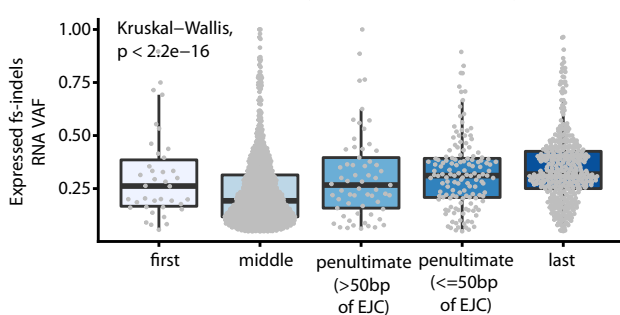 Kruskal−Wallis,
p < 2.2e−16
Expressed fs-indels
RNA VAF
1.00
0.75
0.50
0.25
first
middle
penultimate
(>50bp
of EJC)
penultimate
(<=50bp
of EJC)
last